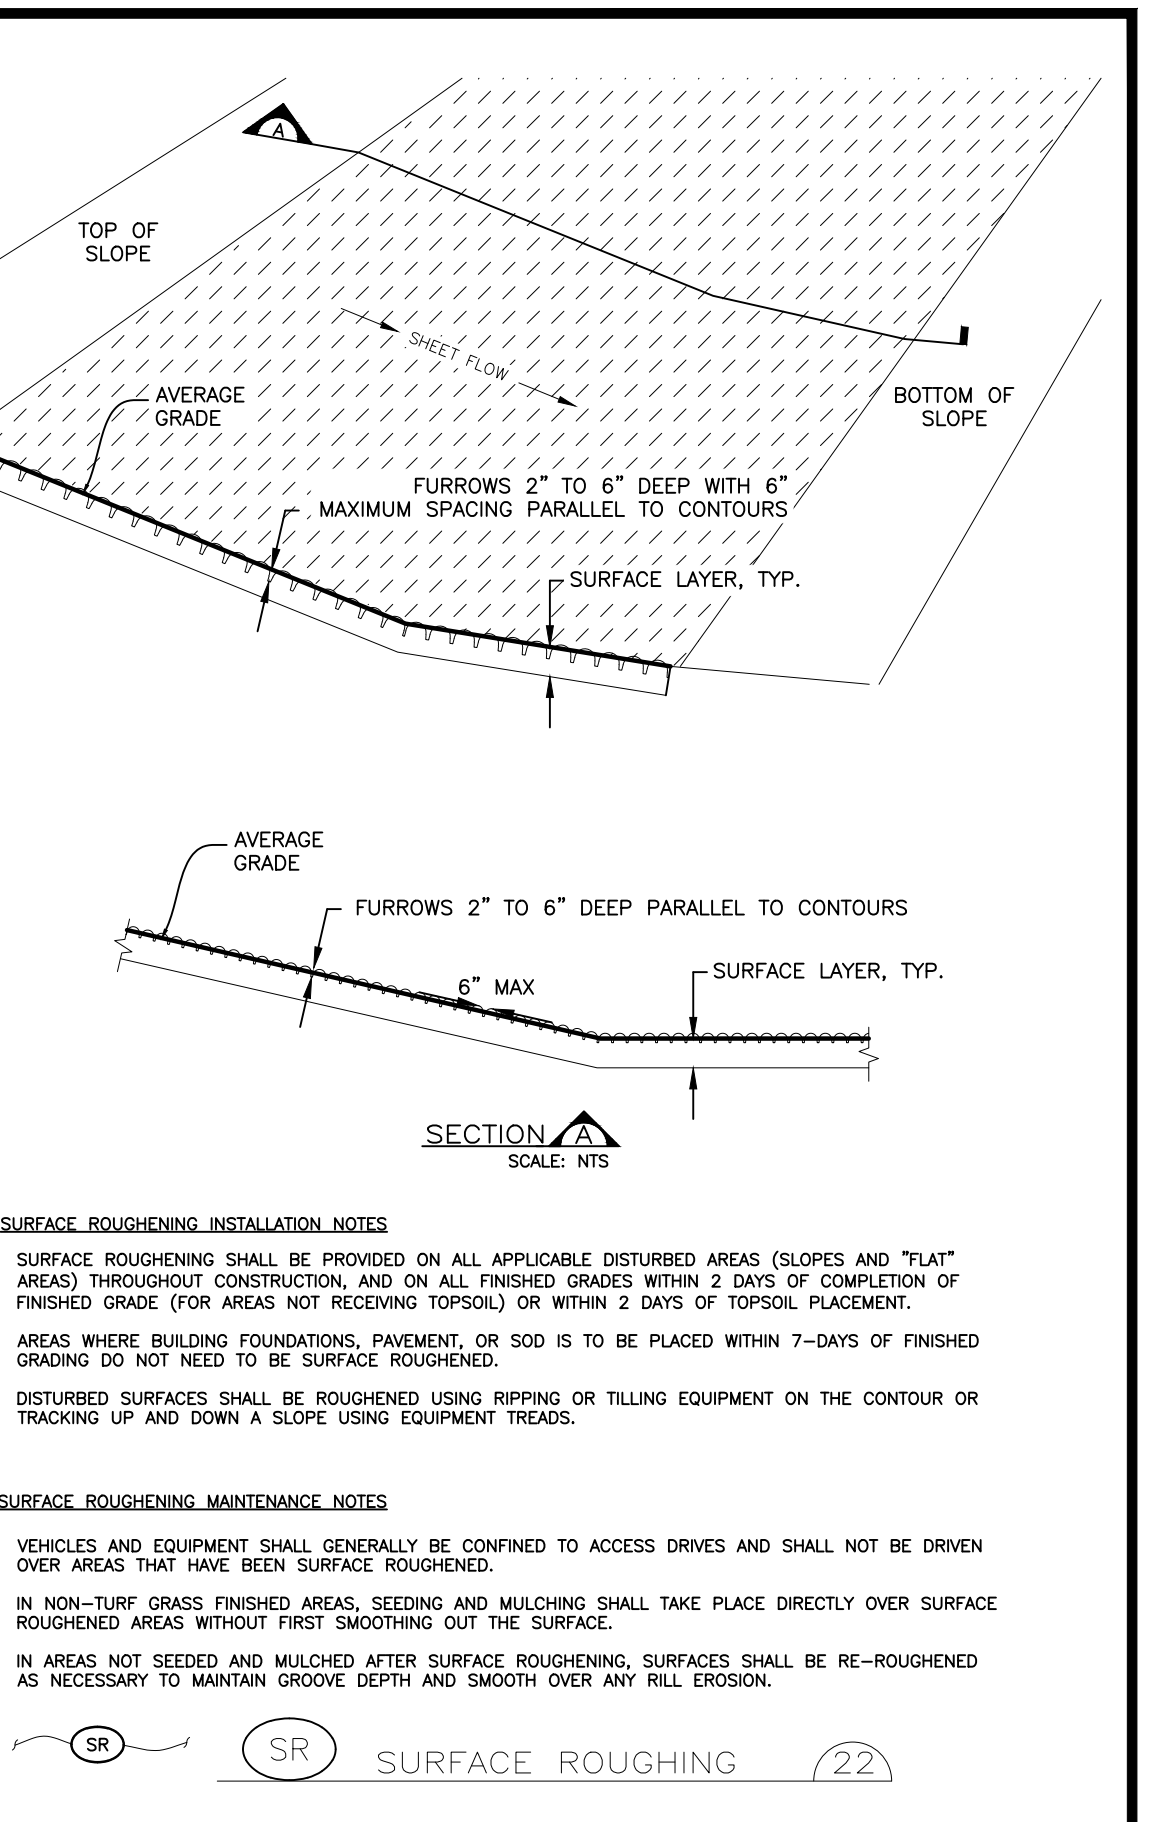 A
TOP OF
SLOPE
SHEET FLOW
AVERAGE
GRADE
BOTTOM OF
SLOPE
FURROWS 2" TO 6" DEEP WITH 6"
MAXIMUM SPACING PARALLEL TO CONTOURS
SURFACE LAYER, TYP.
AVERAGE
GRADE
FURROWS 2" TO 6" DEEP PARALLEL TO CONTOURS
6" MAX
SURFACE LAYER, TYP.
SECTION A
SCALE: NTS
SURFACE ROUGHENING INSTALLATION NOTES
SURFACE ROUGHENING SHALL BE PROVIDED ON ALL APPLICABLE DISTURBED AREAS (SLOPES AND "FLAT"
AREAS) THROUGHOUT CONSTRUCTION, AND ON ALL FINISHED GRADES WITHIN 2 DAYS OF COMPLETION OF
FINISHED GRADE (FOR AREAS NOT RECEIVING TOPSOIL) OR WITHIN 2 DAYS OF TOPSOIL PLACEMENT.
AREAS WHERE BUILDING FOUNDATIONS, PAVEMENT, OR SOD IS TO BE PLACED WITHIN 7-DAYS OF FINISHED
GRADING DO NOT NEED TO BE SURFACE ROUGHENED.
DISTURBED SURFACES SHALL BE ROUGHENED USING RIPPING OR TILLING EQUIPMENT ON THE CONTOUR OR
TRACKING UP AND DOWN A SLOPE USING EQUIPMENT TREADS.
SURFACE ROUGHENING MAINTENANCE NOTES
VEHICLES AND EQUIPMENT SHALL GENERALLY BE CONFINED TO ACCESS DRIVES AND SHALL NOT BE DRIVEN
OVER AREAS THAT HAVE BEEN SURFACE ROUGHENED.
IN NON-TURF GRASS FINISHED AREAS, SEEDING AND MULCHING SHALL TAKE PLACE DIRECTLY OVER SURFACE
ROUGHENED AREAS WITHOUT FIRST SMOOTHING OUT THE SURFACE.
IN AREAS NOT SEEDED AND MULCHED AFTER SURFACE ROUGHENING, SURFACES SHALL BE RE-ROUGHENED
AS NECESSARY TO MAINTAIN GROOVE DEPTH AND SMOOTH OVER ANY RILL EROSION.
SR SR SURFACE ROUGHING 22